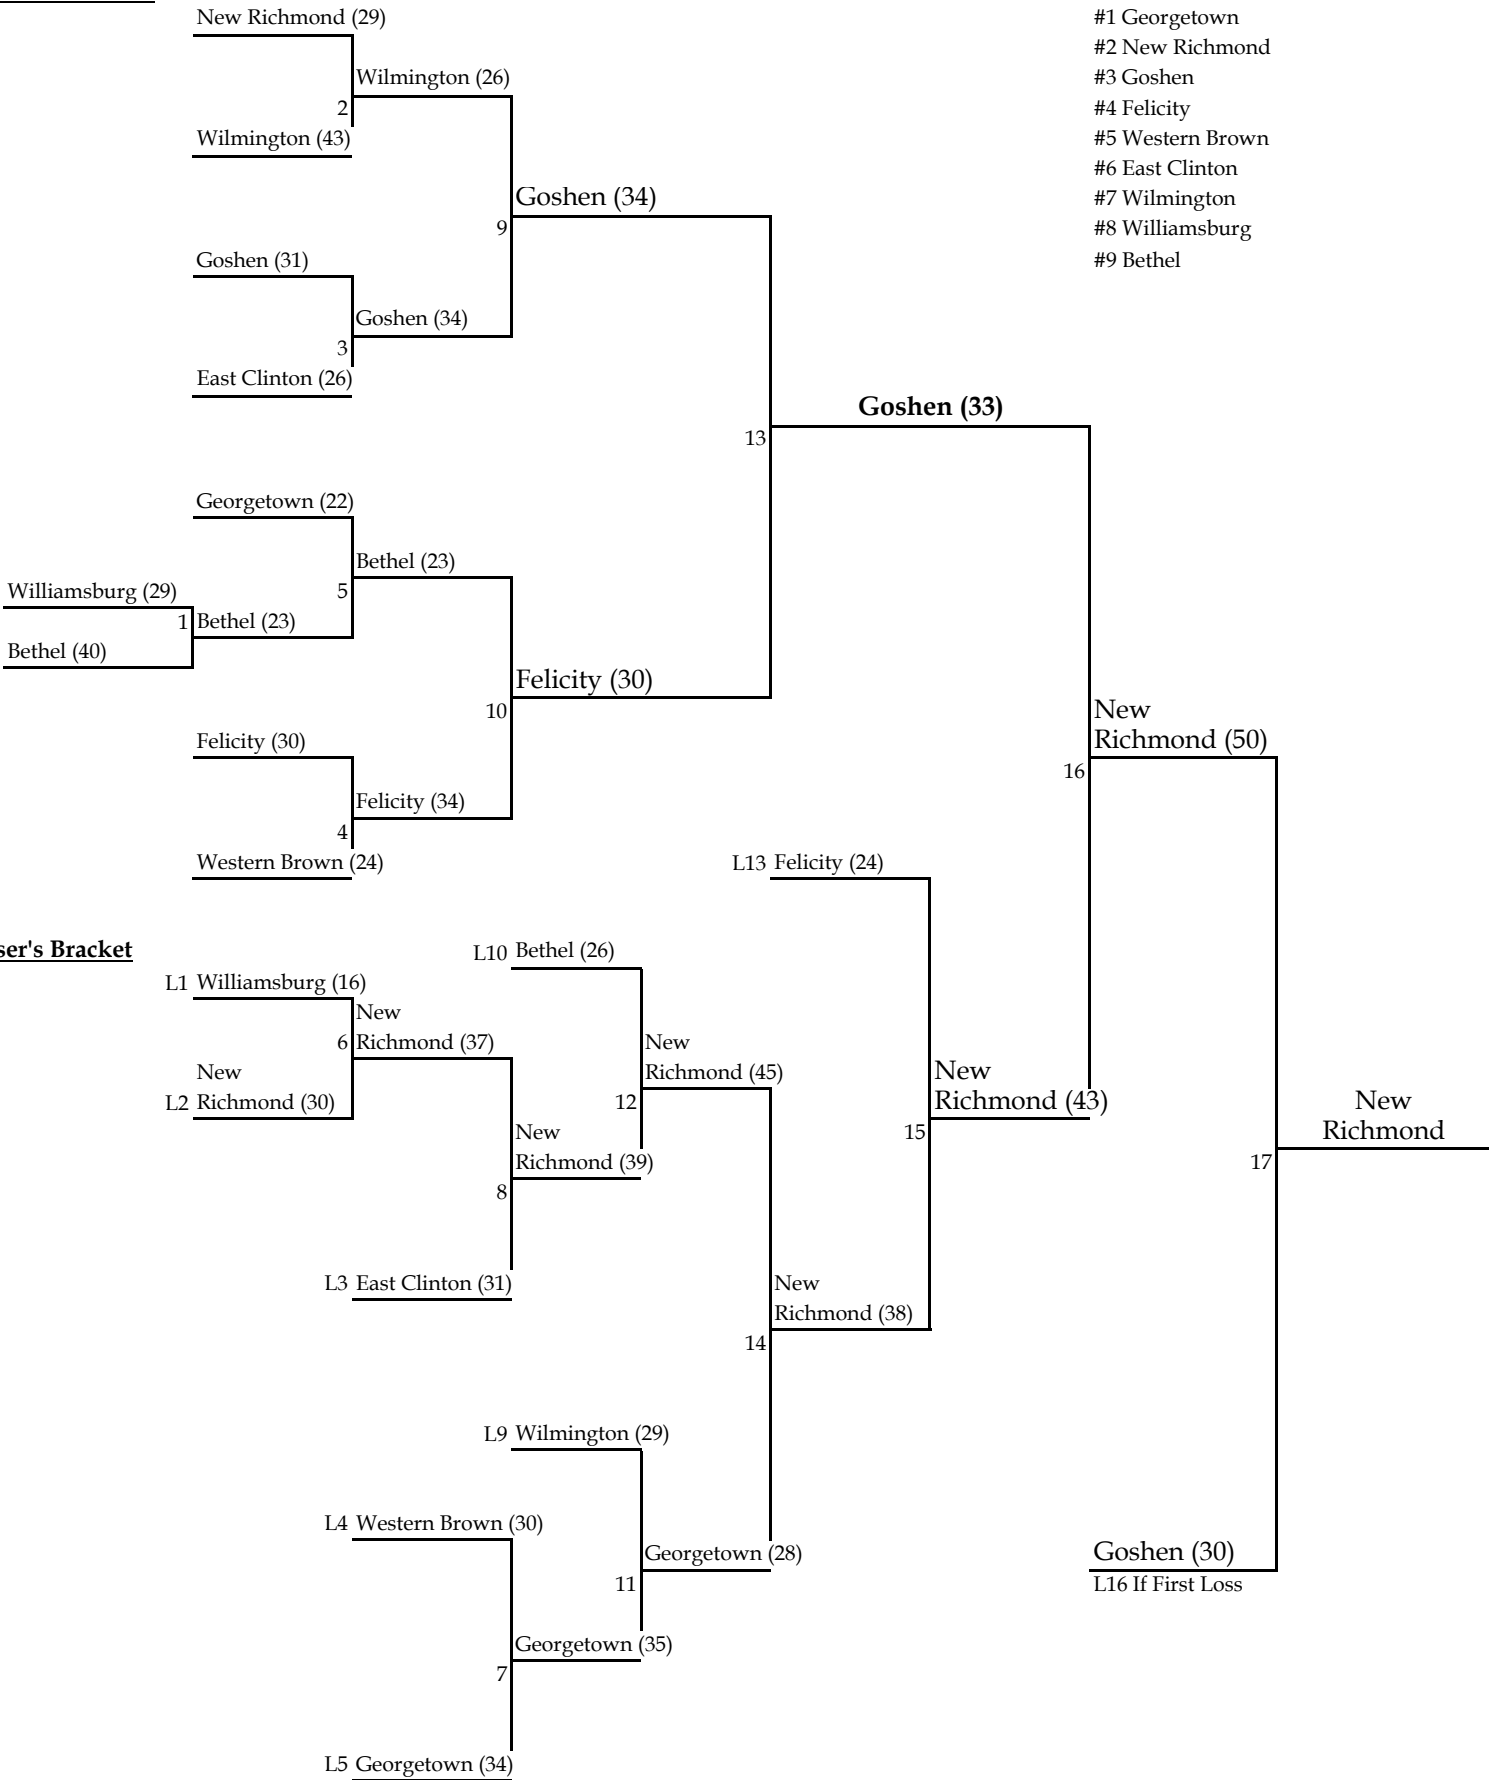 New Richmond (29)
#1 Georgetown
#2 New Richmond
Wilmington (26)
#3 Goshen
2
#4 Felicity
Wilmington (43)
#5 Western Brown
#6 East Clinton
Goshen (34)
#7 Wilmington
9
#8 Williamsburg
Goshen (31)
#9 Bethel
Goshen (34)
3
East Clinton (26)
Goshen (33)
13
Georgetown (22)
Bethel (23)
Williamsburg (29)
5
1 Bethel (23)
Bethel (40)
Felicity (30)
10
New
Richmond (50)
Felicity (30)
16
Felicity (34)
4
Western Brown (24)
L13 Felicity (24)
ser's Bracket
L10 Bethel (26)
L1 Williamsburg (16)
New
6 Richmond (37)
New
Richmond (45)
New
L2 Richmond (30)
12
New
Richmond (43)
New
Richmond
15
New
Richmond (39)
17
8
L3 East Clinton (31)
New
Richmond (38)
14
L9 Wilmington (29)
L4 Western Brown (30)
Georgetown (28)
Goshen (30)
11
L16 If First Loss
Georgetown (35)
7
L5 Georgetown (34)